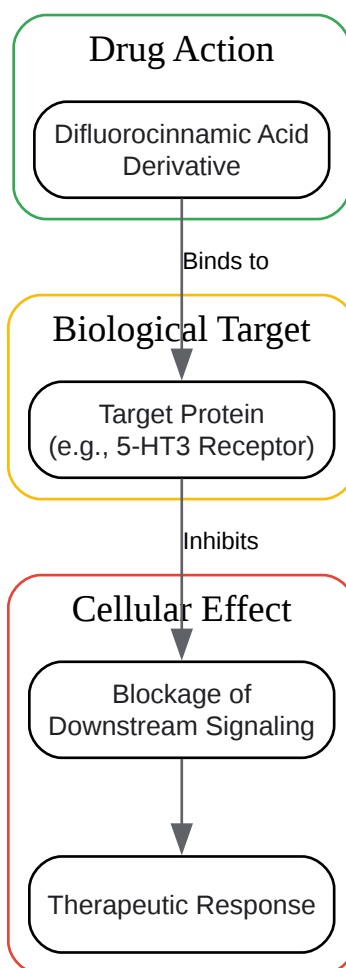 Drug Action
Difluorocinnamic Acid
Derivative
Binds to
Biological Target
Target Protein
(e.g., 5-HT3 Receptor)
Inhibits
Cellular Effect
Blockage of
Downstream Signaling
Therapeutic Response